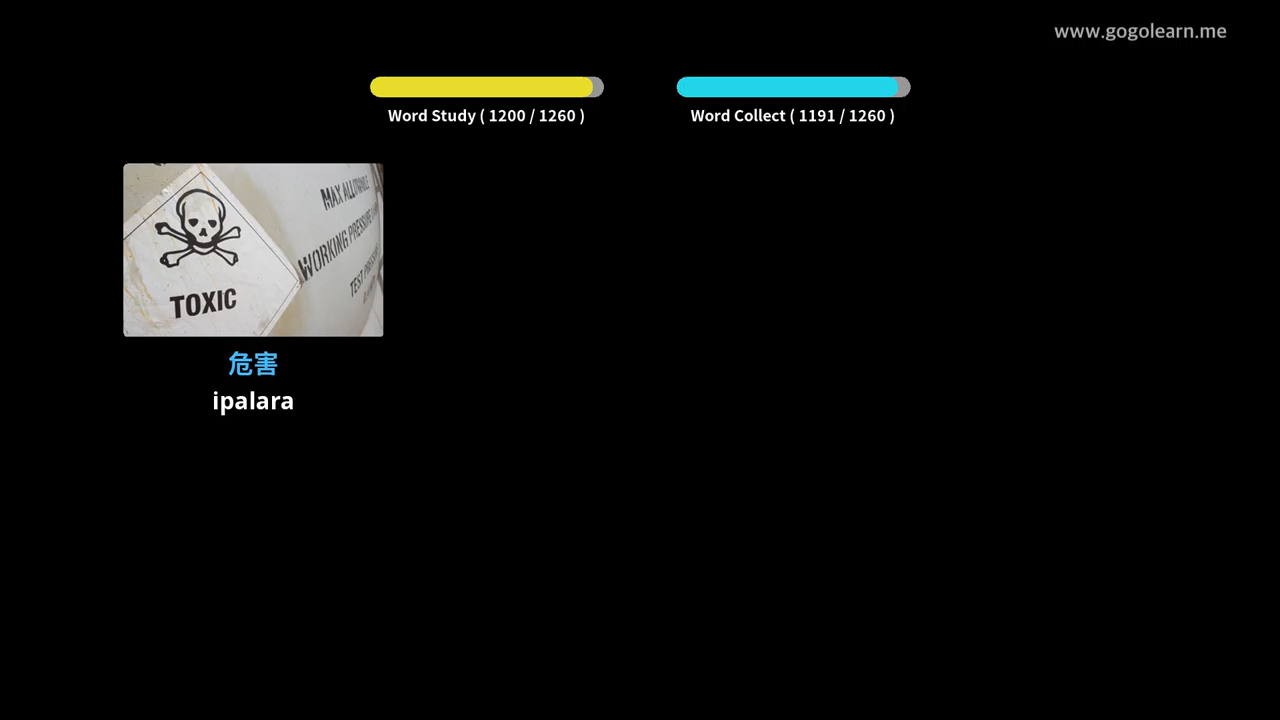 www.gogolearn.me
Word Study ( 1200 / 1260 )
Word Collect ( 1191 / 1260 )
MAX ALLOWABLE
WORKING PRESSURE
TEST
TOXIC
危害
ipalara